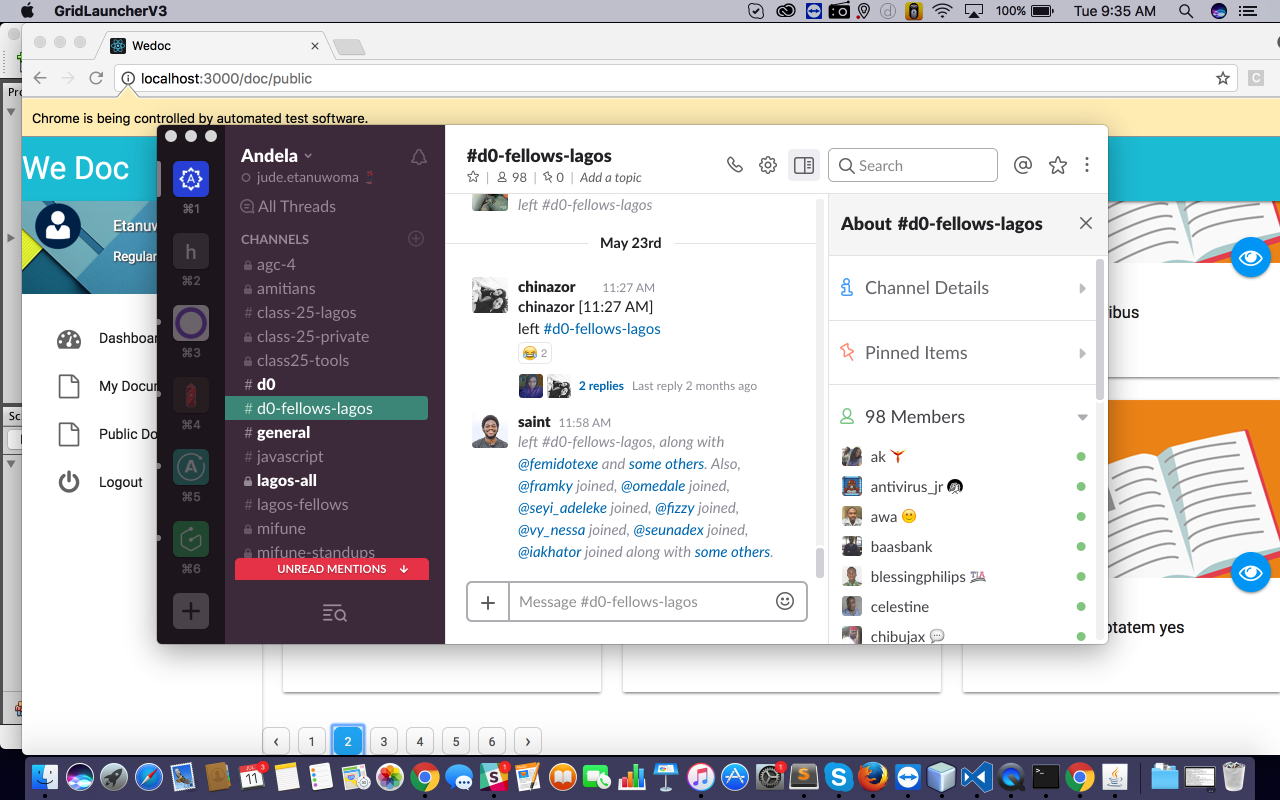 GridLauncherV3
100%
Tue 9:35 AM
Wedoc
localhost:3000/doc/public
Chrome is being controlled by automated test software.
We Doc
Etanuw
Regular
Dashboar
My Docum
Public Do
Logout
⌘1
h
⌘2
⌘3
⌘4
⌘5
⌘6
Andela
jude.etanuwoma
All Threads
CHANNELS
agc-4
amitians
# class-25-lagos
class-25-private
class25-tools
# d0
# d0-fellows-lagos
# general
# javascript
lagos-all
# lagos-fellows
mifune
mifune-standups
UNREAD MENTIONS
#d0-fellows-lagos
98 | 0 | Add a topic
Search
left #d0-fellows-lagos
May 23rd
chinazor 11:27 AM
chinazor [11:27 AM]
left #d0-fellows-lagos
2
2 replies Last reply 2 months ago
saint 11:58 AM
left #d0-fellows-lagos, along with
@femidotexe and some others. Also,
@framky joined, @omedale joined,
@seyi_adeleke joined, @fizzy joined,
@vy_nessa joined, @seunadex joined,
@iakhator joined along with some others.
Message #d0-fellows-lagos
About #d0-fellows-lagos
Channel Details
Pinned Items
98 Members
ak
antivirus_jr
awa
baasbank
blessingphilips
celestine
chibujax
ibus
ptatem yes
‹ 1 2 3 4 5 6 ›
Pro
Sc
C
JUL
11
3
1
1